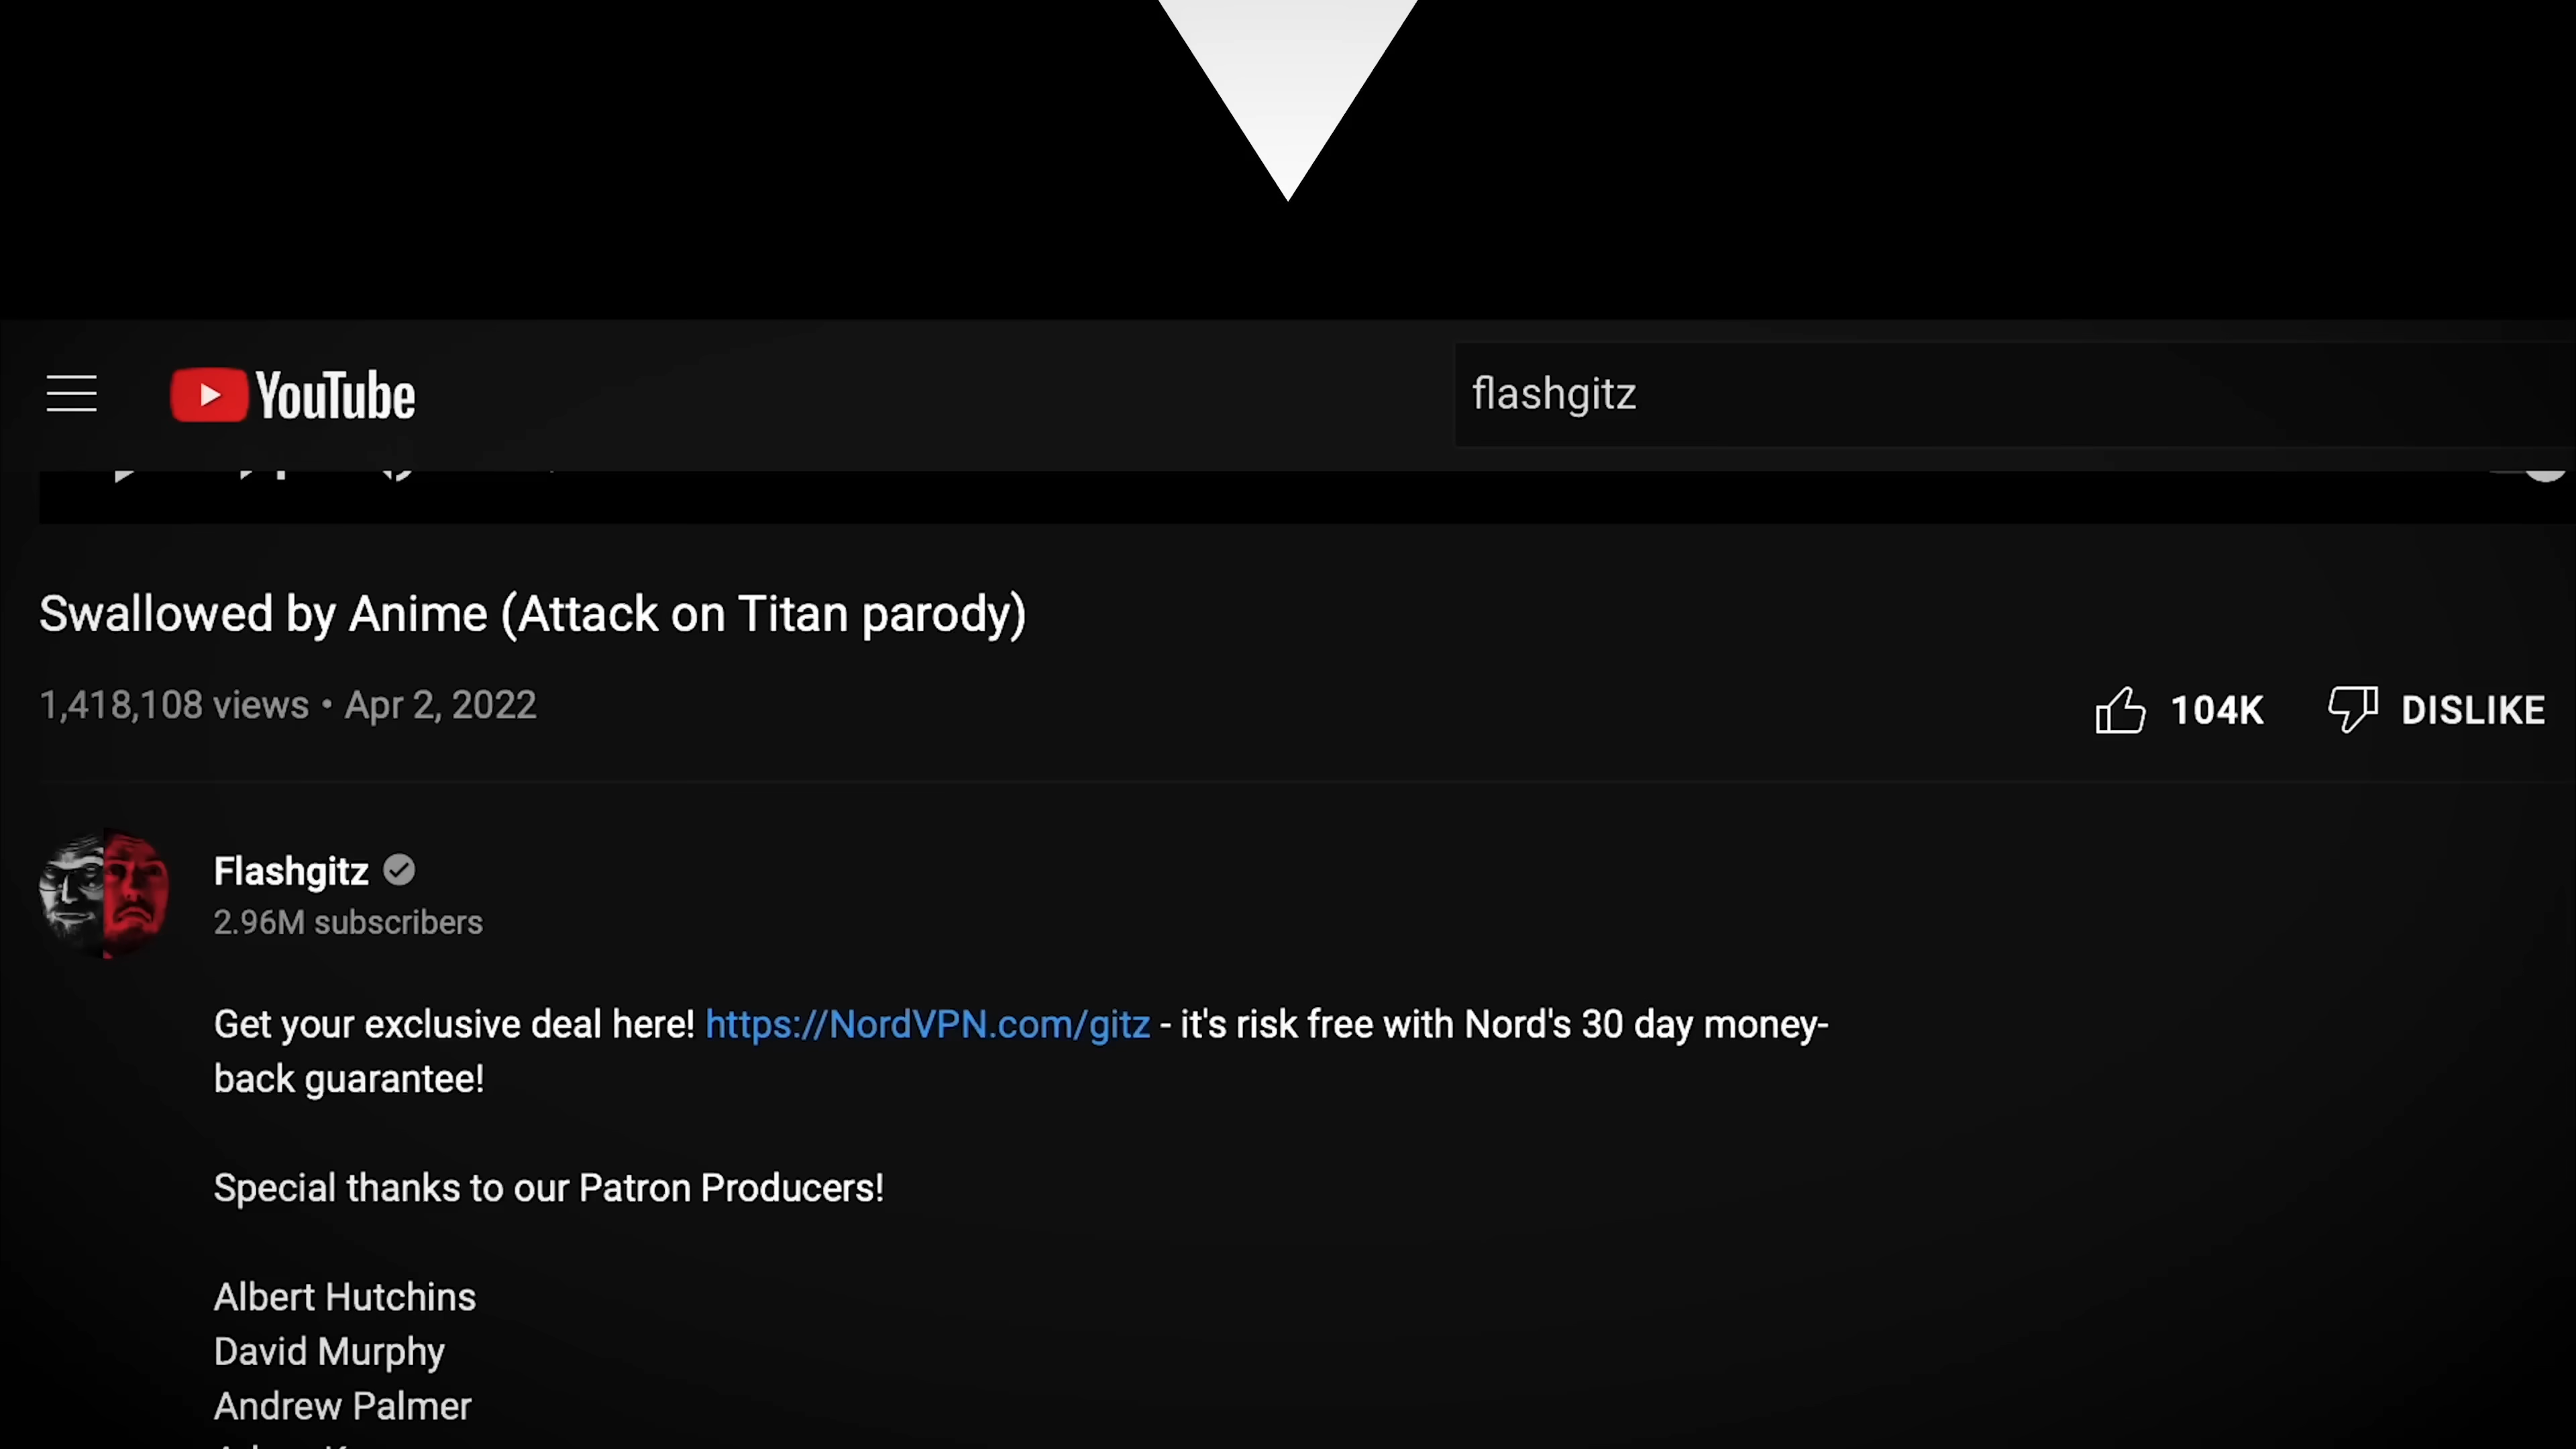 YouTube
flashgitz
Swallowed by Anime (Attack on Titan parody)
1,418,108 views • Apr 2, 2022
104K DISLIKE
Flashgitz
2.96M subscribers
Get your exclusive deal here! https://NordVPN.com/gitz - it's risk free with Nord's 30 day money-
back guarantee!
Special thanks to our Patron Producers!
Albert Hutchins
David Murphy
Andrew Palmer